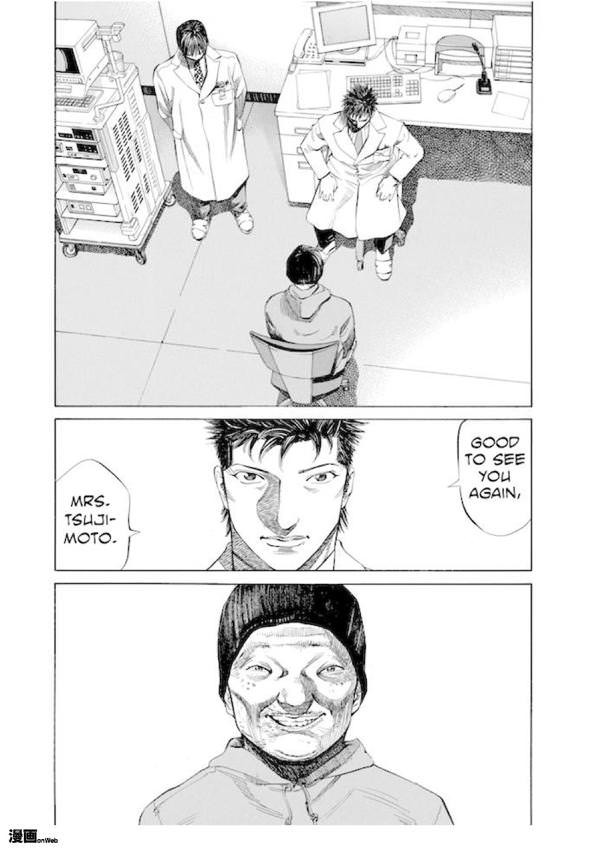 GOOD
TO SEE
YOU
AGAIN,
MRS.
TSUJI-
MOTO.
漫画onWeb